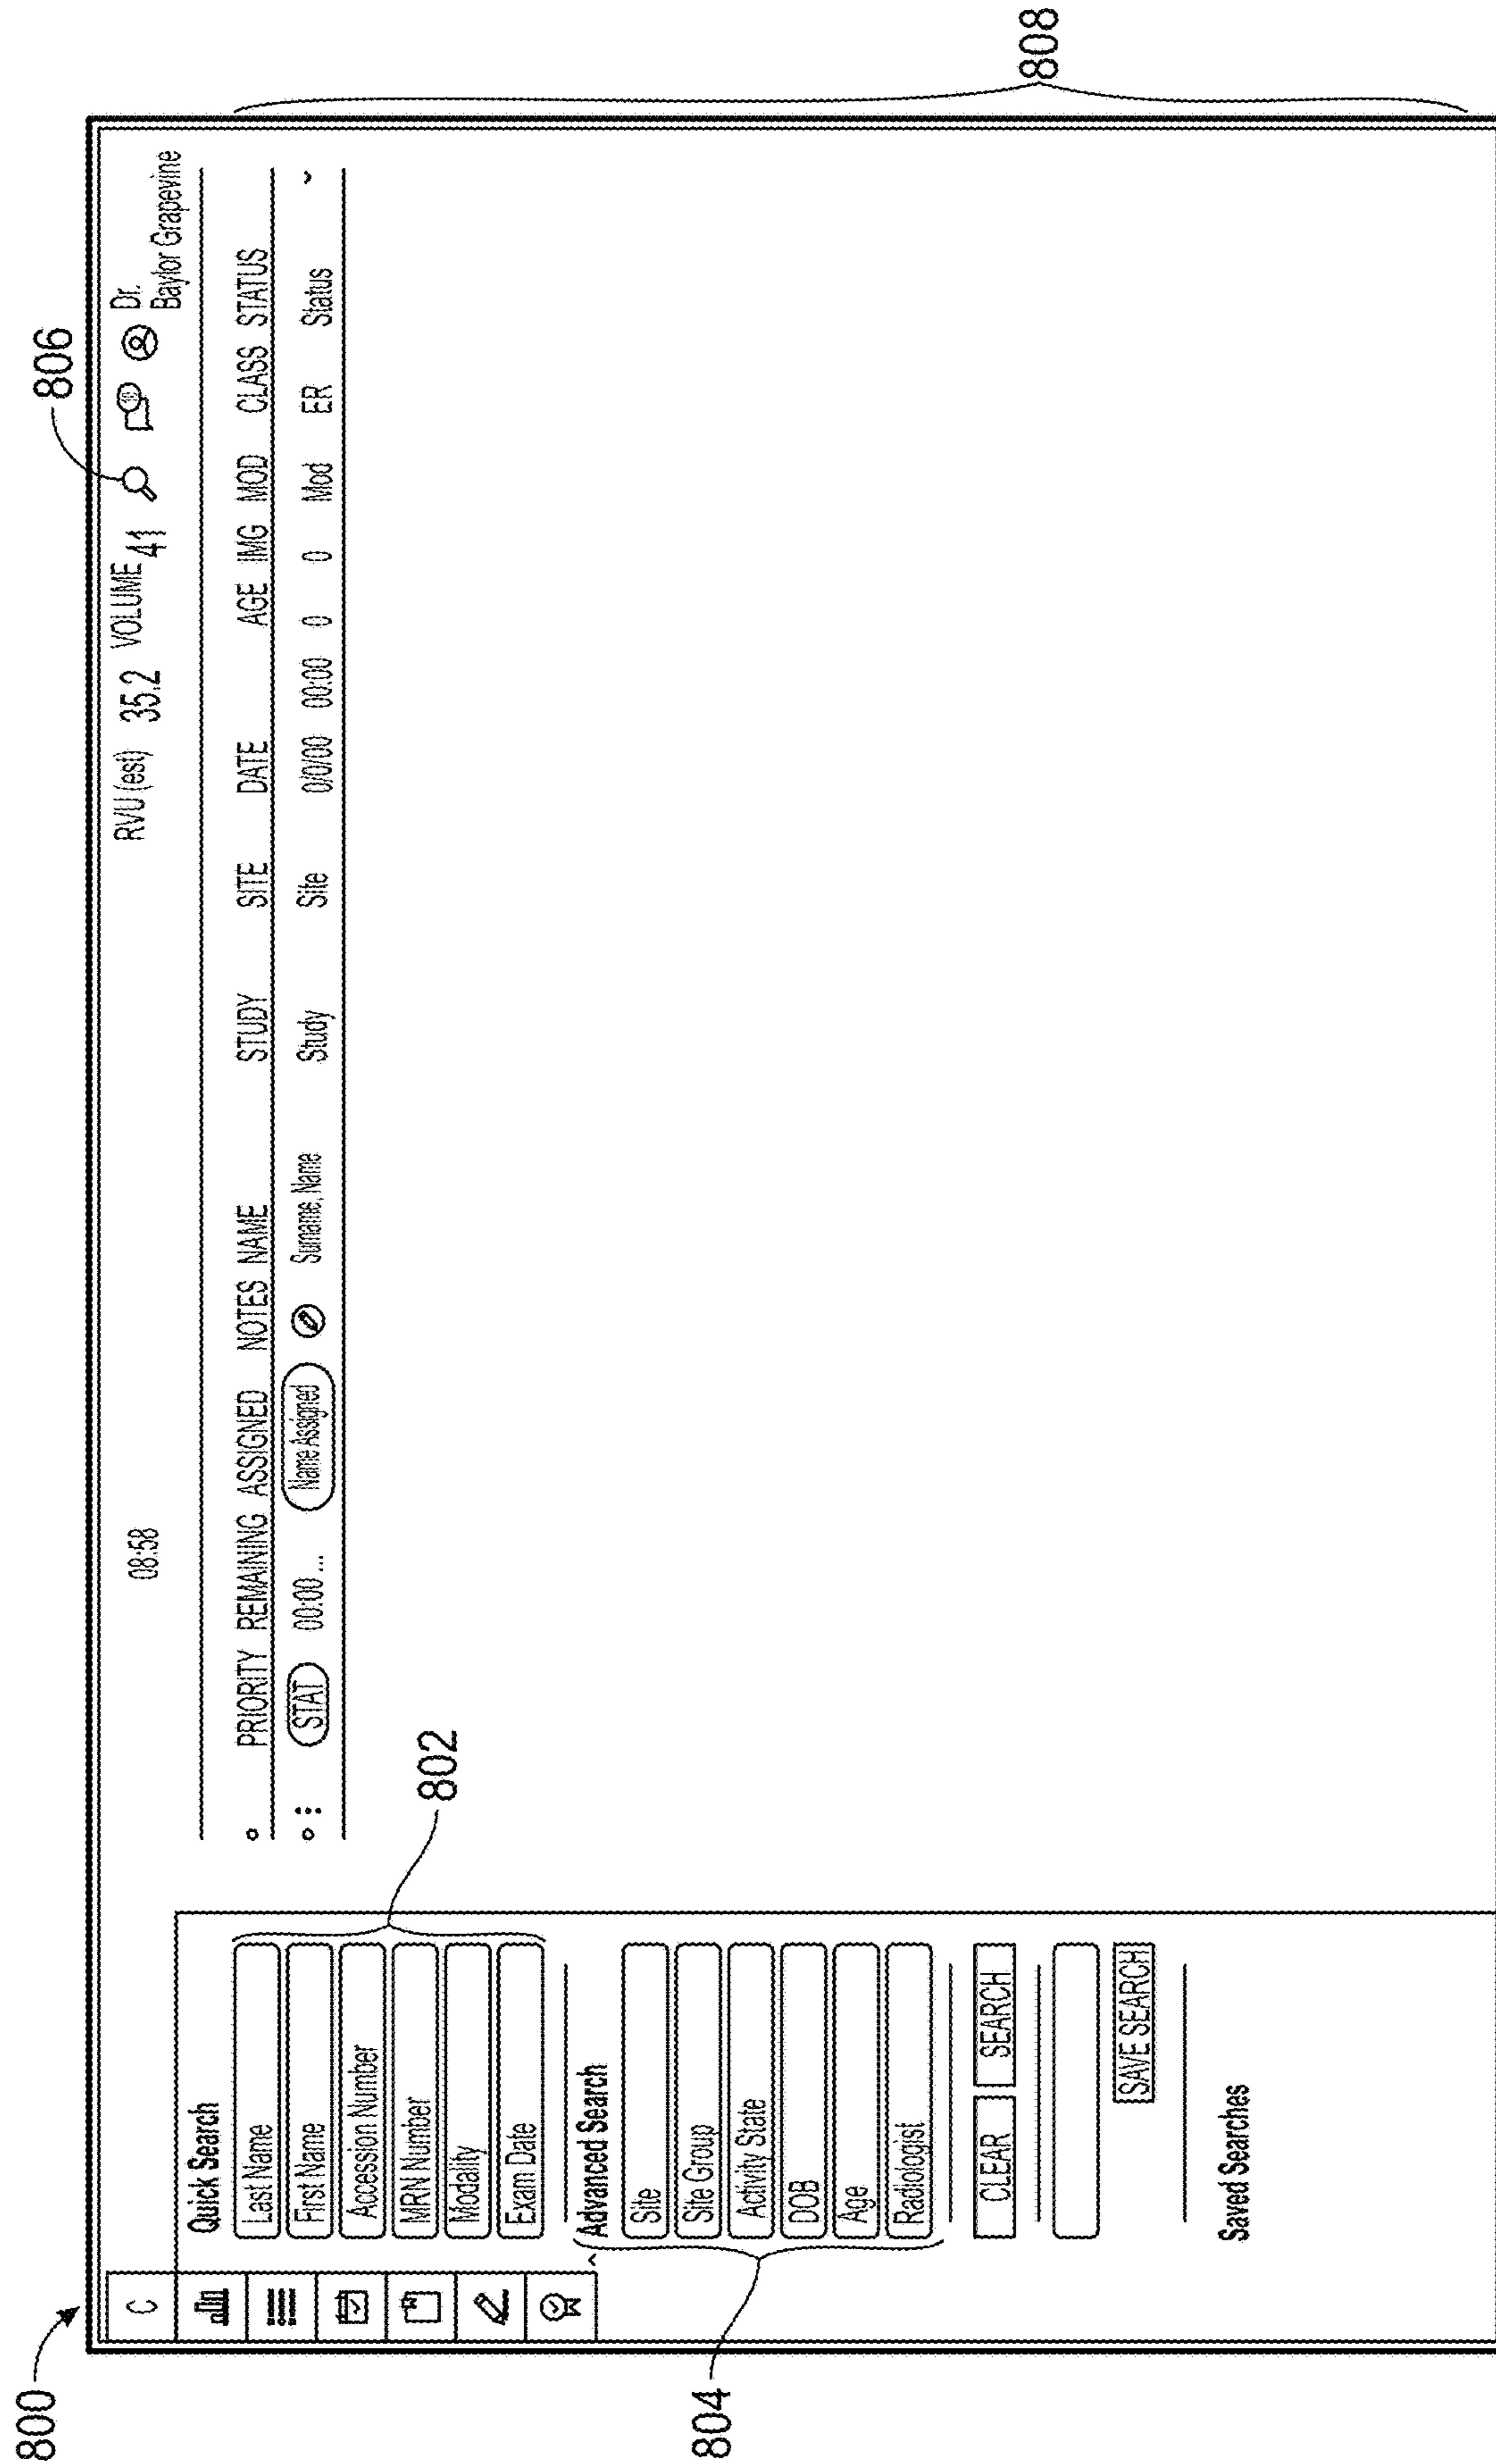 800
806
C
08:58
RVU (est) 35.2 VOLUME 41
Dr.
Baylor Grapevine
Quick Search
Last Name
First Name
Accession Number
MRN Number
Modality
Exam Date
802
Advanced Search
Site
Site Group
Activity State
DOB
Age
Radiologist
804
CLEAR SEARCH
SAVE SEARCH
Saved Searches
PRIORITY REMAINING ASSIGNED NOTES NAME STUDY SITE DATE AGE IMG MOD CLASS STATUS
STAT 00:00 ... Name Assigned Surname, Name Study Site 0/0/00 00:00 0 0 Mod ER Status
808